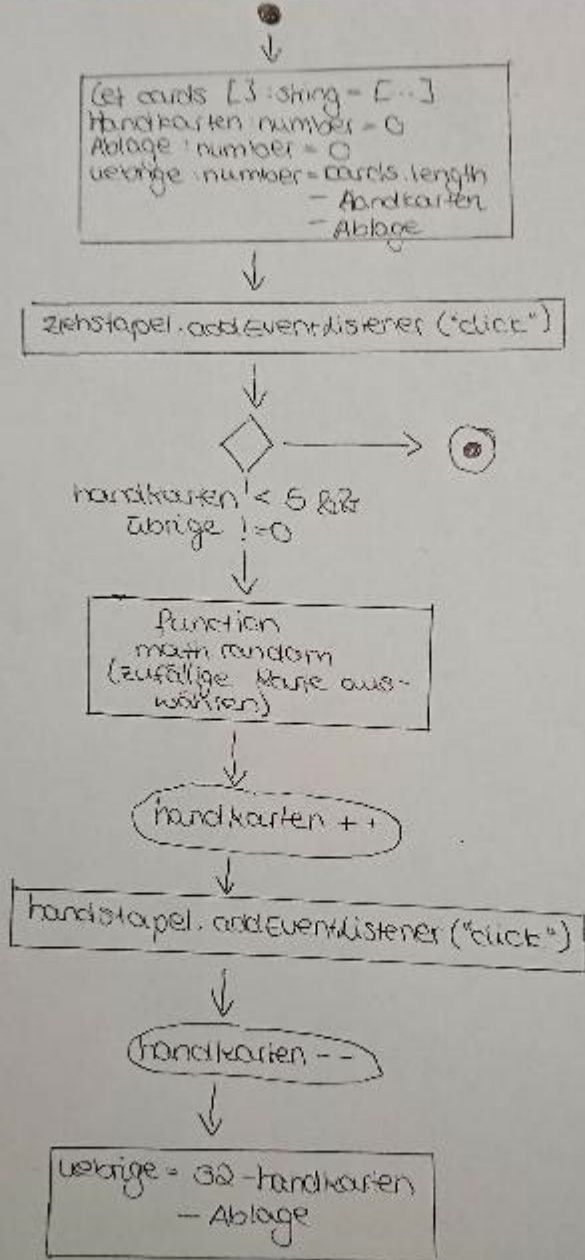 let cards []:string = [...]
Handkarten:number = 0
Ablage:number = 0
uebrige:number=cards.length
- Handkarten
- Ablage
ziehstapel.addEventListener ("click")
handkarten < 5 &&
übrige != 0
function
math random
(zufällige Karte aus-
wählen)
handkarten ++
handstapel.addEventListener ("click")
handkarten --
uebrige = 32 - handkarten
- Ablage